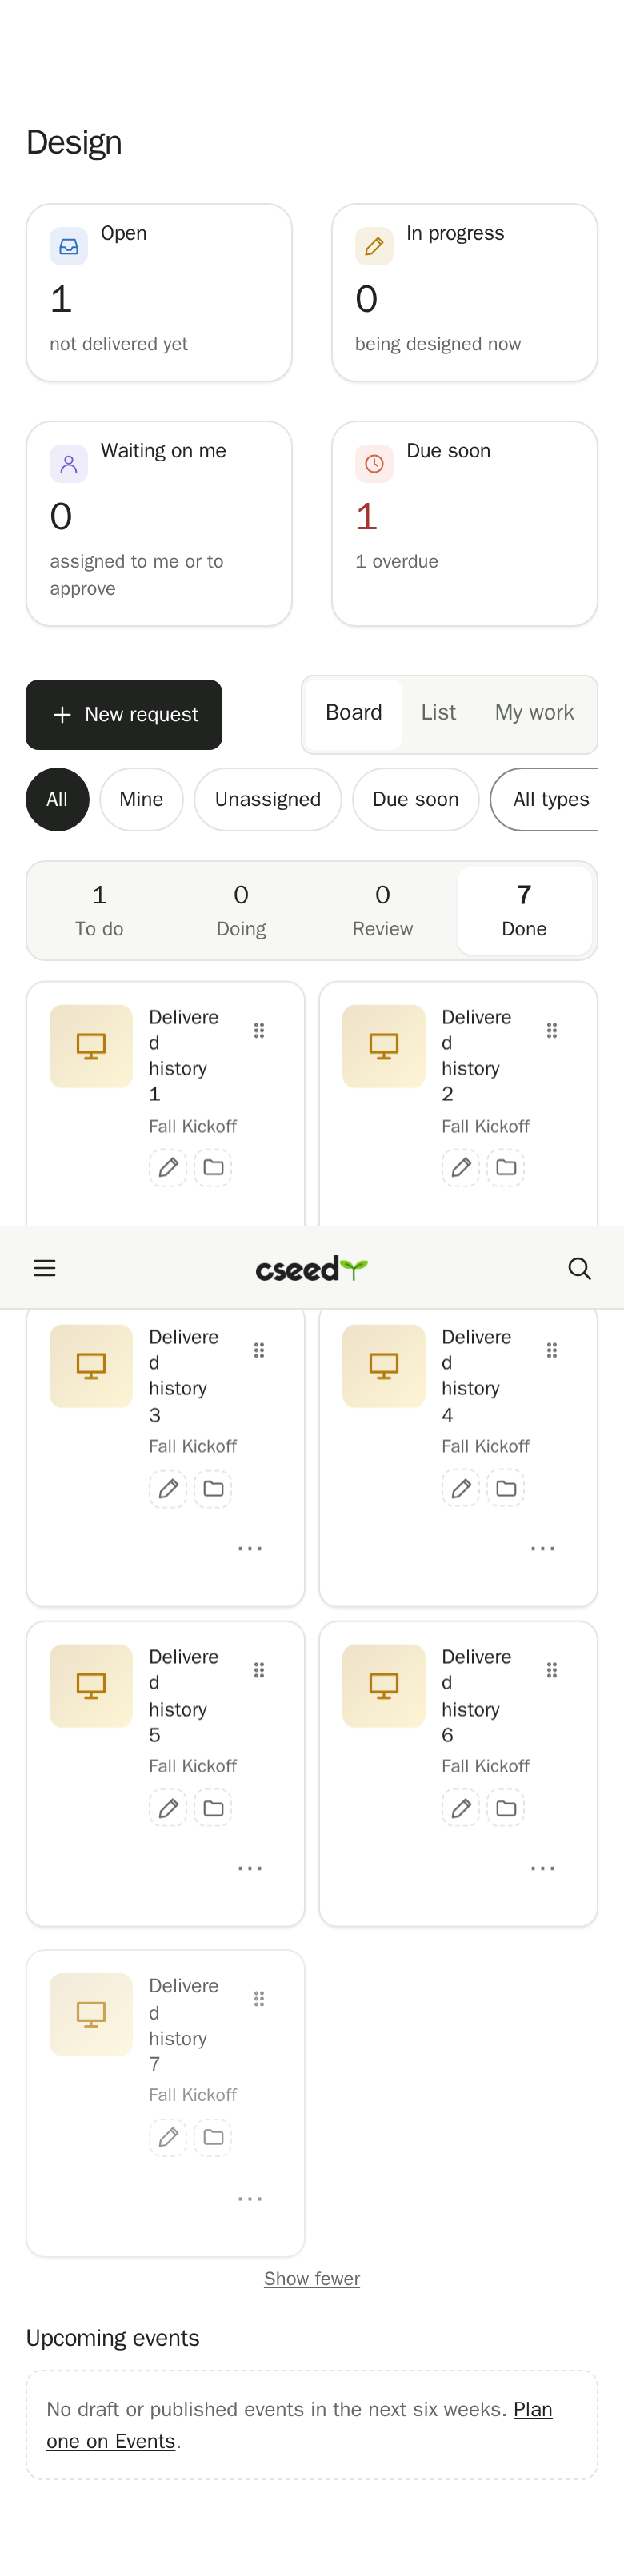 Design
Open
1
not delivered yet
In progress
0
being designed now
Waiting on me
0
assigned to me or to
approve
Due soon
1
1 overdue
New request
Board
List
My work
All
Mine
Unassigned
Due soon
All types
1
To do
0
Doing
0
Review
7
Done
Delivere
d
history
1
Fall Kickoff
Delivere
d
history
2
Fall Kickoff
cseed
Delivere
d
history
3
Fall Kickoff
Delivere
d
history
4
Fall Kickoff
Delivere
d
history
5
Fall Kickoff
Delivere
d
history
6
Fall Kickoff
Delivere
d
history
7
Fall Kickoff
Show fewer
Upcoming events
No draft or published events in the next six weeks. Plan
one on Events.